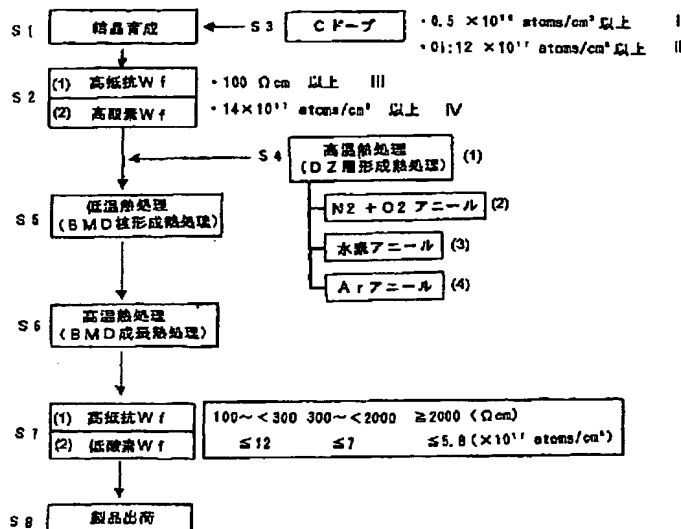 S1 結晶育成 S3 Cドープ ・0.5 ×10¹⁶ atoms/cm³ 以上 I
・Oi:12 ×10¹⁷ atoms/cm³ 以上 II
S2 (1) 高抵抗Wf ・100 Ωcm 以上 III
(2) 高酸素Wf ・14×10¹⁷ atoms/cm³ 以上 IV
S4 高温熱処理 (1)
(DZ層形成熱処理)
N2+O2アニール (2)
水素アニール (3)
Arアニール (4)
S5 低温熱処理
(BMD核形成熱処理)
S6 高温熱処理
(BMD成長熱処理)
S7 (1) 高抵抗Wf 100~<300 300~<2000 ≧2000 (Ωcm)
(2) 低酸素Wf ≦12 ≦7 ≦5.8 (×10¹⁷ atoms/cm³)
S8 製品出荷